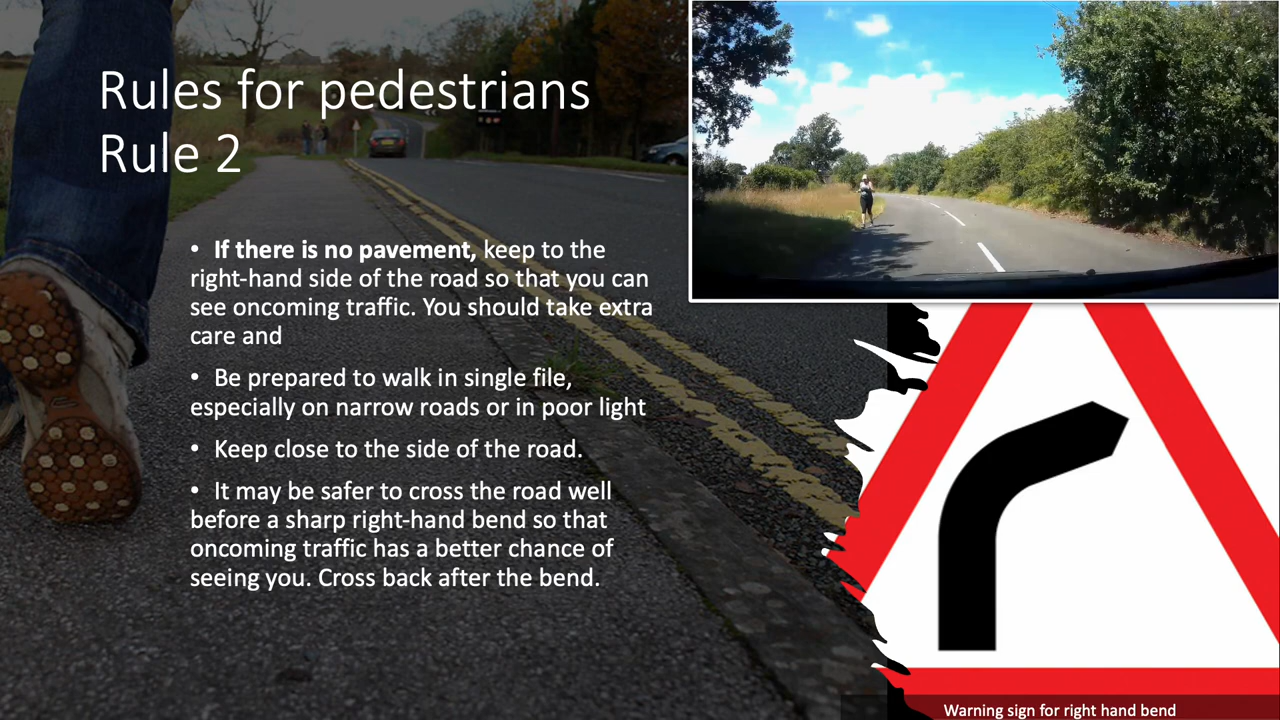 Rules for pedestrians
Rule 2
• If there is no pavement, keep to the
right-hand side of the road so that you can
see oncoming traffic. You should take extra
care and
• Be prepared to walk in single file,
especially on narrow roads or in poor light
• Keep close to the side of the road.
• It may be safer to cross the road well
before a sharp right-hand bend so that
oncoming traffic has a better chance of
seeing you. Cross back after the bend.
Warning sign for right hand bend